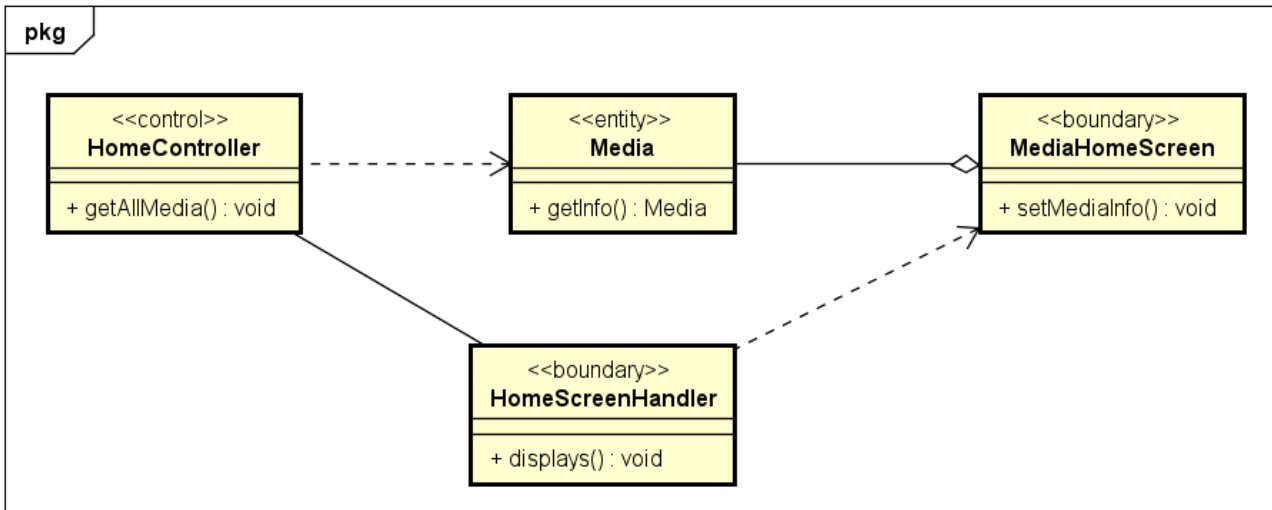 pkg
<<control>>
HomeController
+ getAllMedia() : void
<<entity>>
Media
+ getInfo() : Media
<<boundary>>
MediaHomeScreen
+ setMediaInfo() : void
<<boundary>>
HomeScreenHandler
+ displays() : void